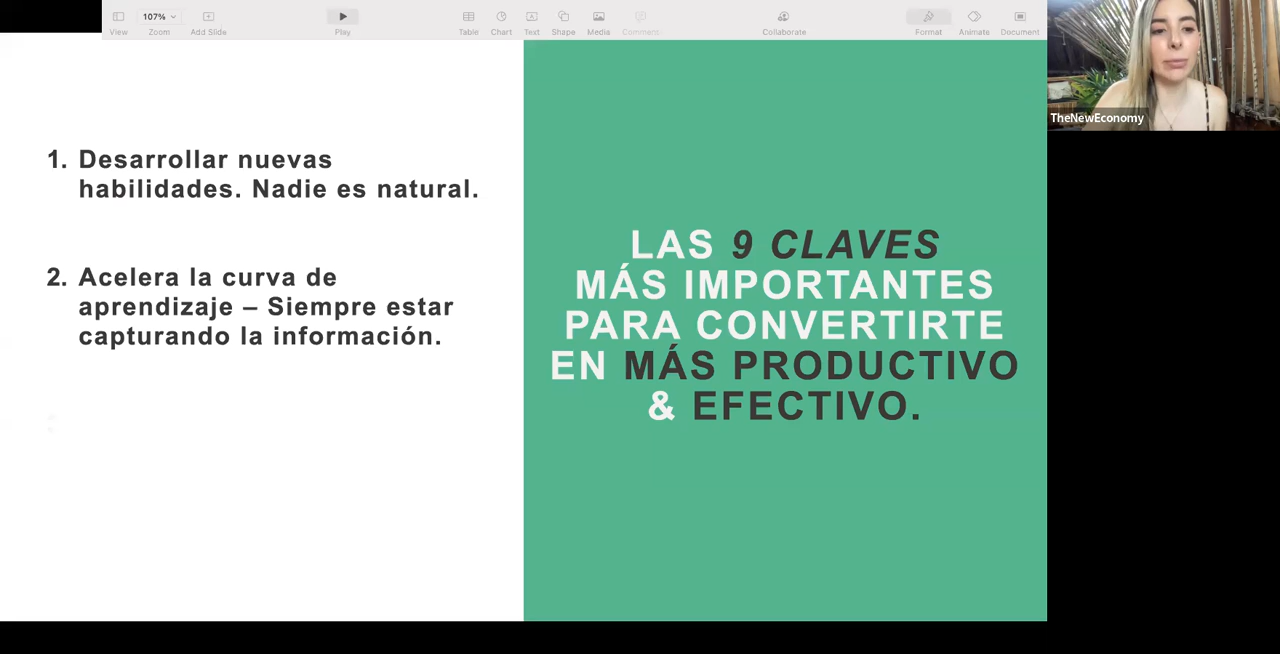 107%
View
Zoom
Add Slide
Play
Table
Chart
Text
Shape
Media
Comment
Collaborate
Format
Animate
Document
TheNewEconomy
1. Desarrollar nuevas
habilidades. Nadie es natural.
2. Acelera la curva de
aprendizaje – Siempre estar
capturando la información.
LAS 9 CLAVES
MÁS IMPORTANTES
PARA CONVERTIRTE
EN MÁS PRODUCTIVO
& EFECTIVO.